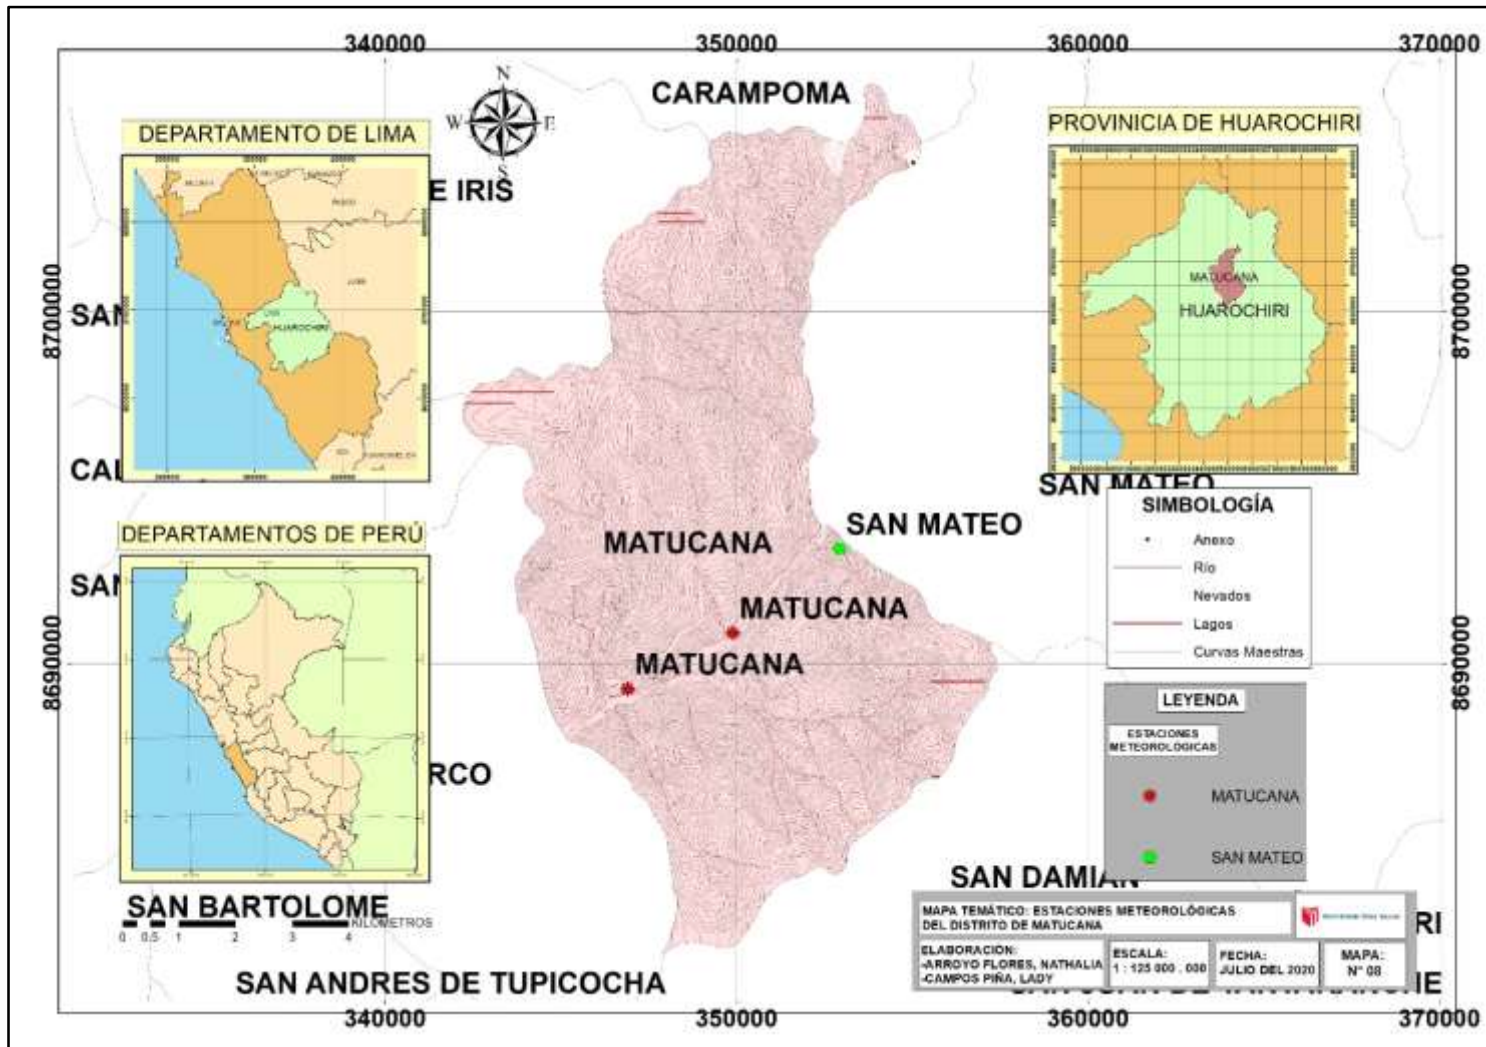 340000
350000
360000
370000
N
W
E
S
CARAMPOMA
DEPARTAMENTO DE LIMA
PROVINICIA DE HUAROCHIRI
E IRIS
PASCO
JUNIN
HUAROCHIRI
MATUCANA
HUAROCHIRI
8700000
8700000
SAN
CAL
SAN MATEO
SIMBOLOGÍA
Anexo
Río
Nevados
Lagos
Curvas Maestras
DEPARTAMENTOS DE PERÚ
SAN MATEO
MATUCANA
SAN
MATUCANA
MATUCANA
8690000
8690000
LEYENDA
ESTACIONES
METEOROLÓGICAS
MATUCANA
SAN MATEO
RCO
SAN DAMIAN
SAN BARTOLOME
KILOMETROS
0 0.5 1 2 3 4
MAPA TEMÁTICO: ESTACIONES METEOROLÓGICAS
DEL DISTRITO DE MATUCANA
RI
ELABORACIÓN:
-ARROYO FLORES, NATHALIA
-CAMPOS PIÑA, LADY
ESCALA:
1 : 125 000 . 000
FECHA:
JULIO DEL 2020
MAPA:
N° 08
SAN ANDRES DE TUPICOCHA
340000
350000
360000
370000